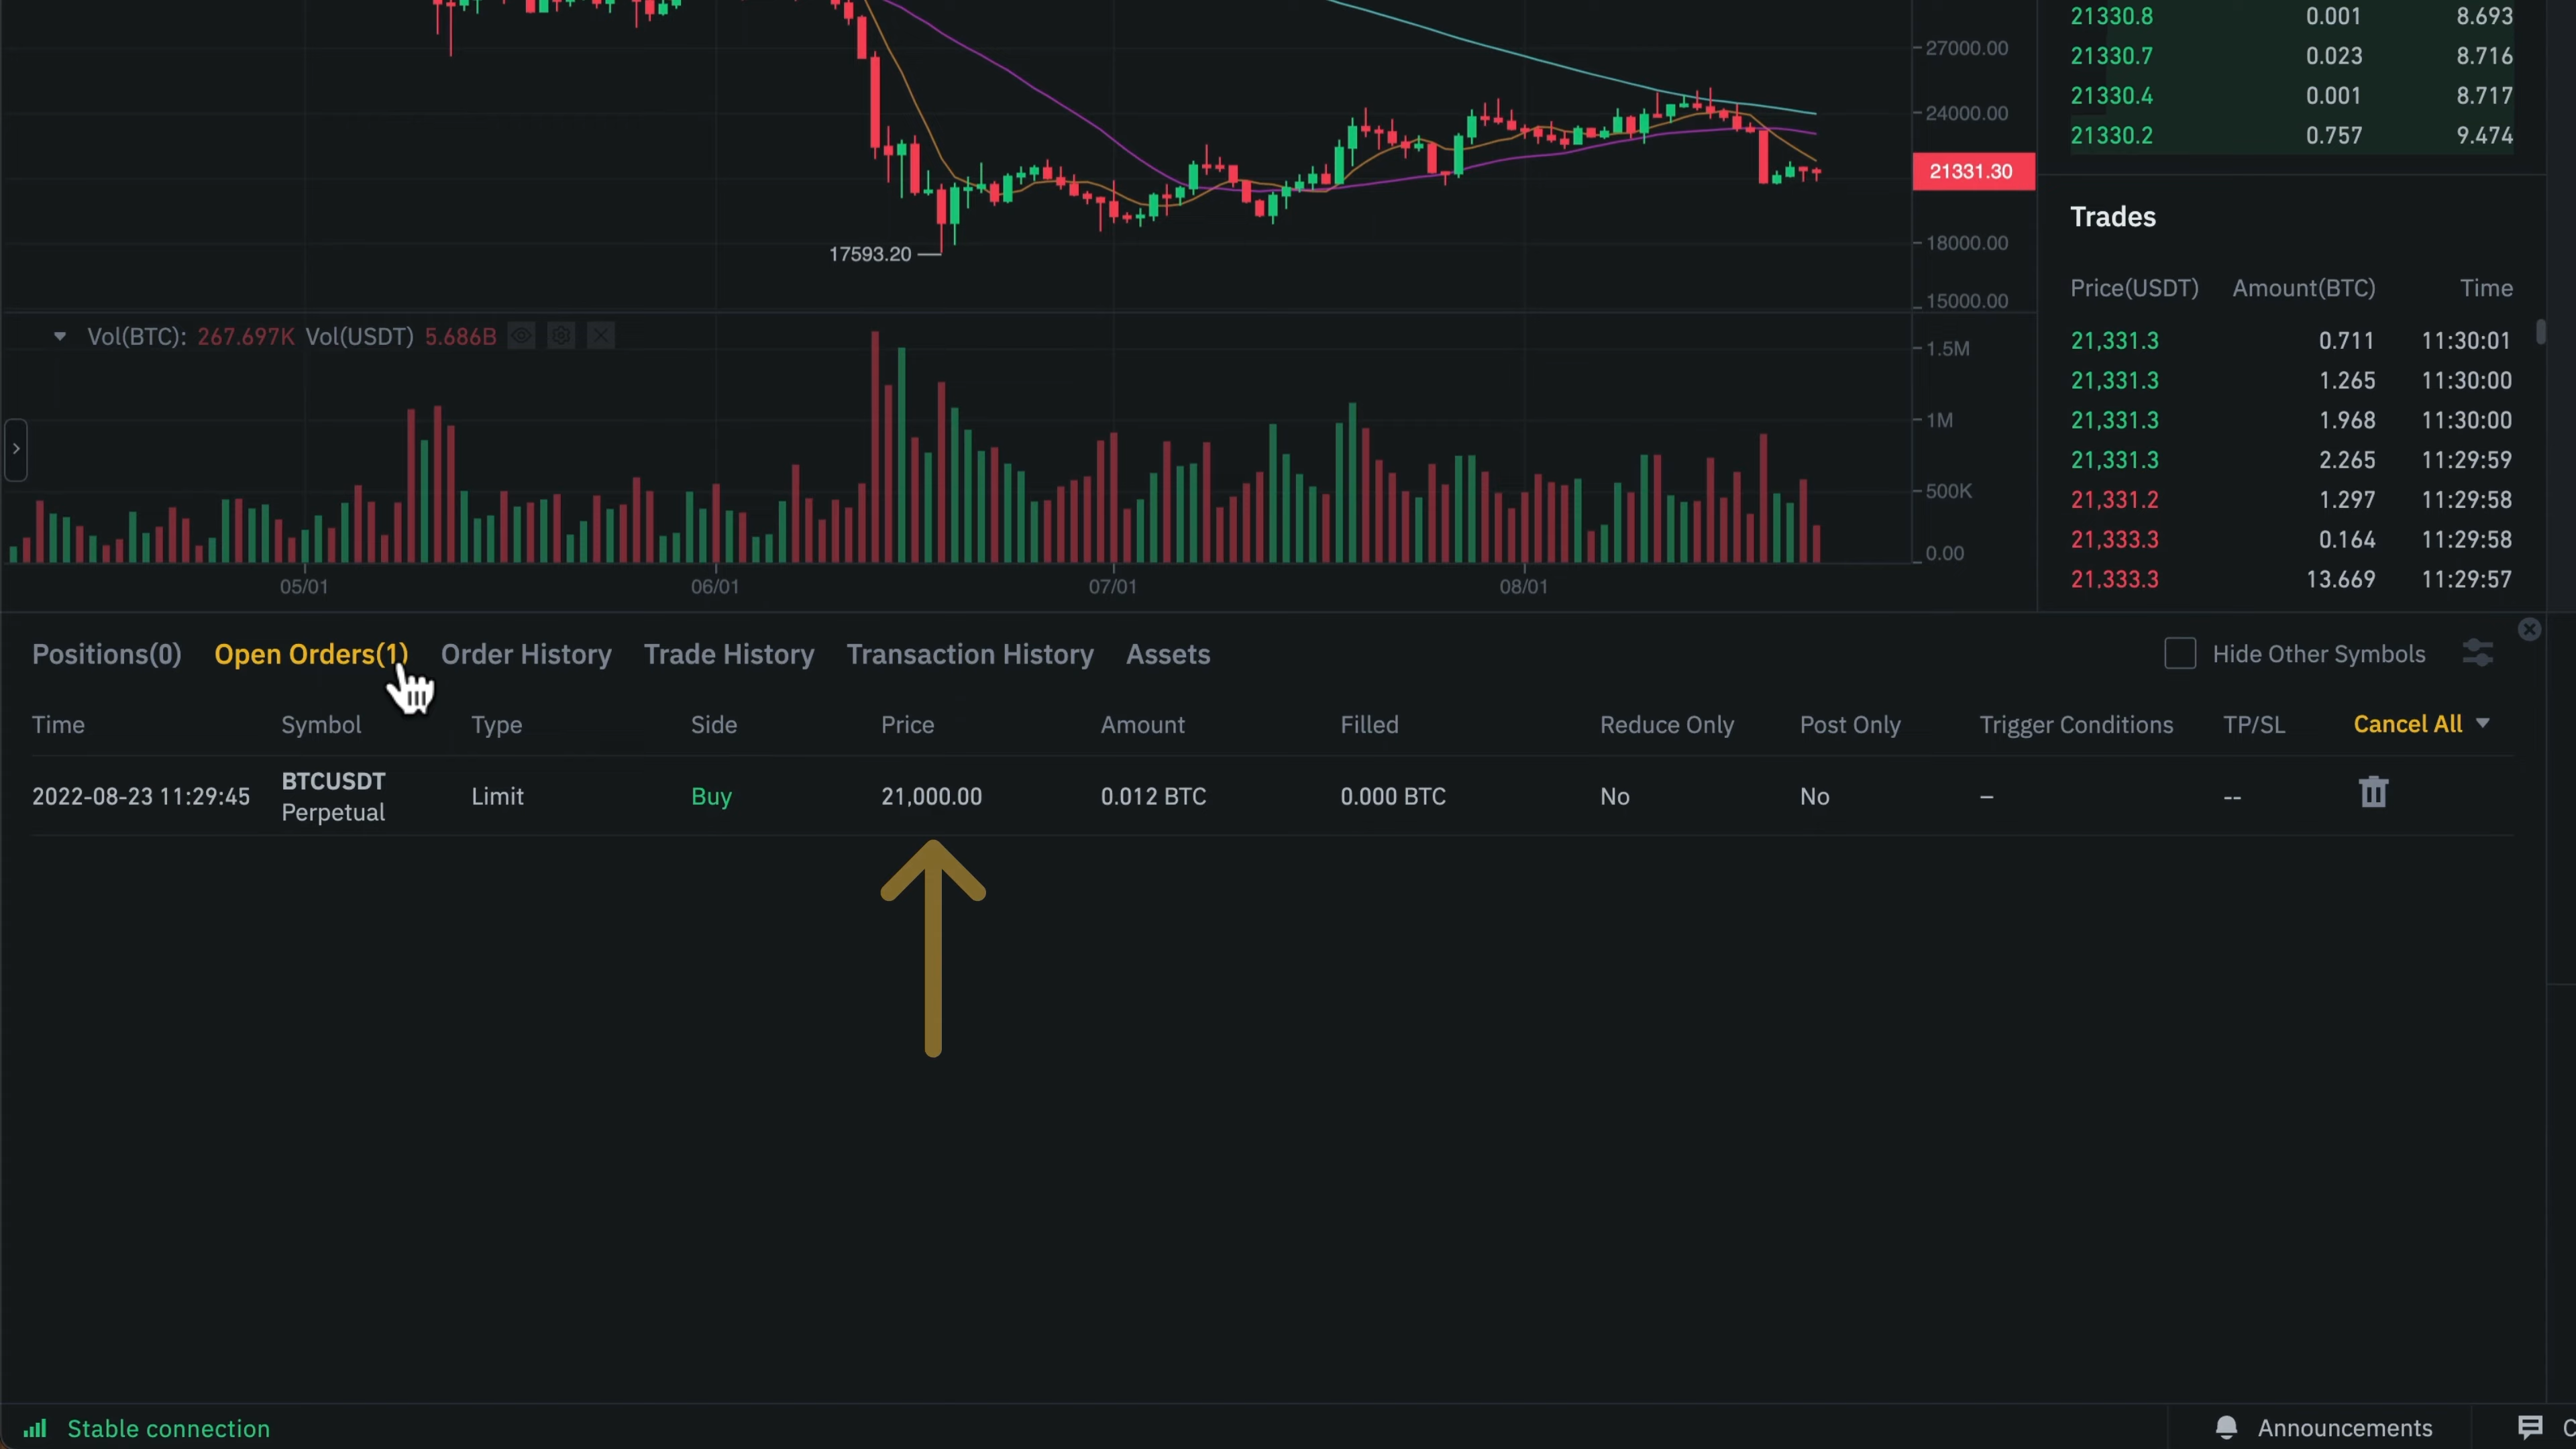 21330.8 0.001 8.693
21330.7 0.023 8.716
21330.4 0.001 8.717
21330.2 0.757 9.474
27000.00
24000.00
21331.30
18000.00
15000.00
17593.20
Trades
Price(USDT) Amount(BTC) Time
21,331.3 0.711 11:30:01
21,331.3 1.265 11:30:00
21,331.3 1.968 11:30:00
21,331.3 2.265 11:29:59
21,331.2 1.297 11:29:58
21,333.3 0.164 11:29:58
21,333.3 13.669 11:29:57
Vol(BTC): 267.697K Vol(USDT) 5.686B
1.5M
1M
500K
0.00
05/01 06/01 07/01 08/01
Positions(0) Open Orders(1) Order History Trade History Transaction History Assets Hide Other Symbols
Time Symbol Type Side Price Amount Filled Reduce Only Post Only Trigger Conditions TP/SL Cancel All
2022-08-23 11:29:45 BTCUSDT Limit Buy 21,000.00 0.012 BTC 0.000 BTC No No – --
Perpetual
Stable connection Announcements